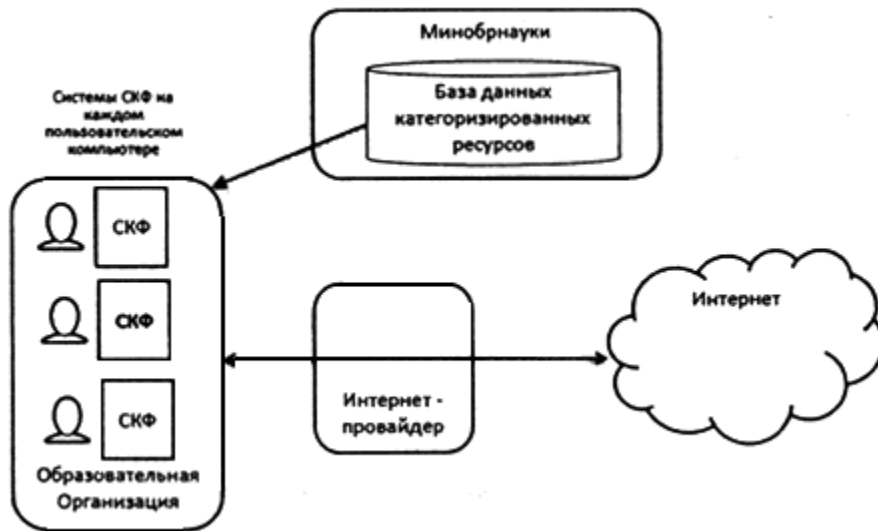 Минобрнауки
База данных
категоризированных
ресурсов
Системы СКФ на
каждом
пользовательском
компьютере
СКФ
СКФ
СКФ
Образовательная
Организация
Интернет -
провайдер
Интернет